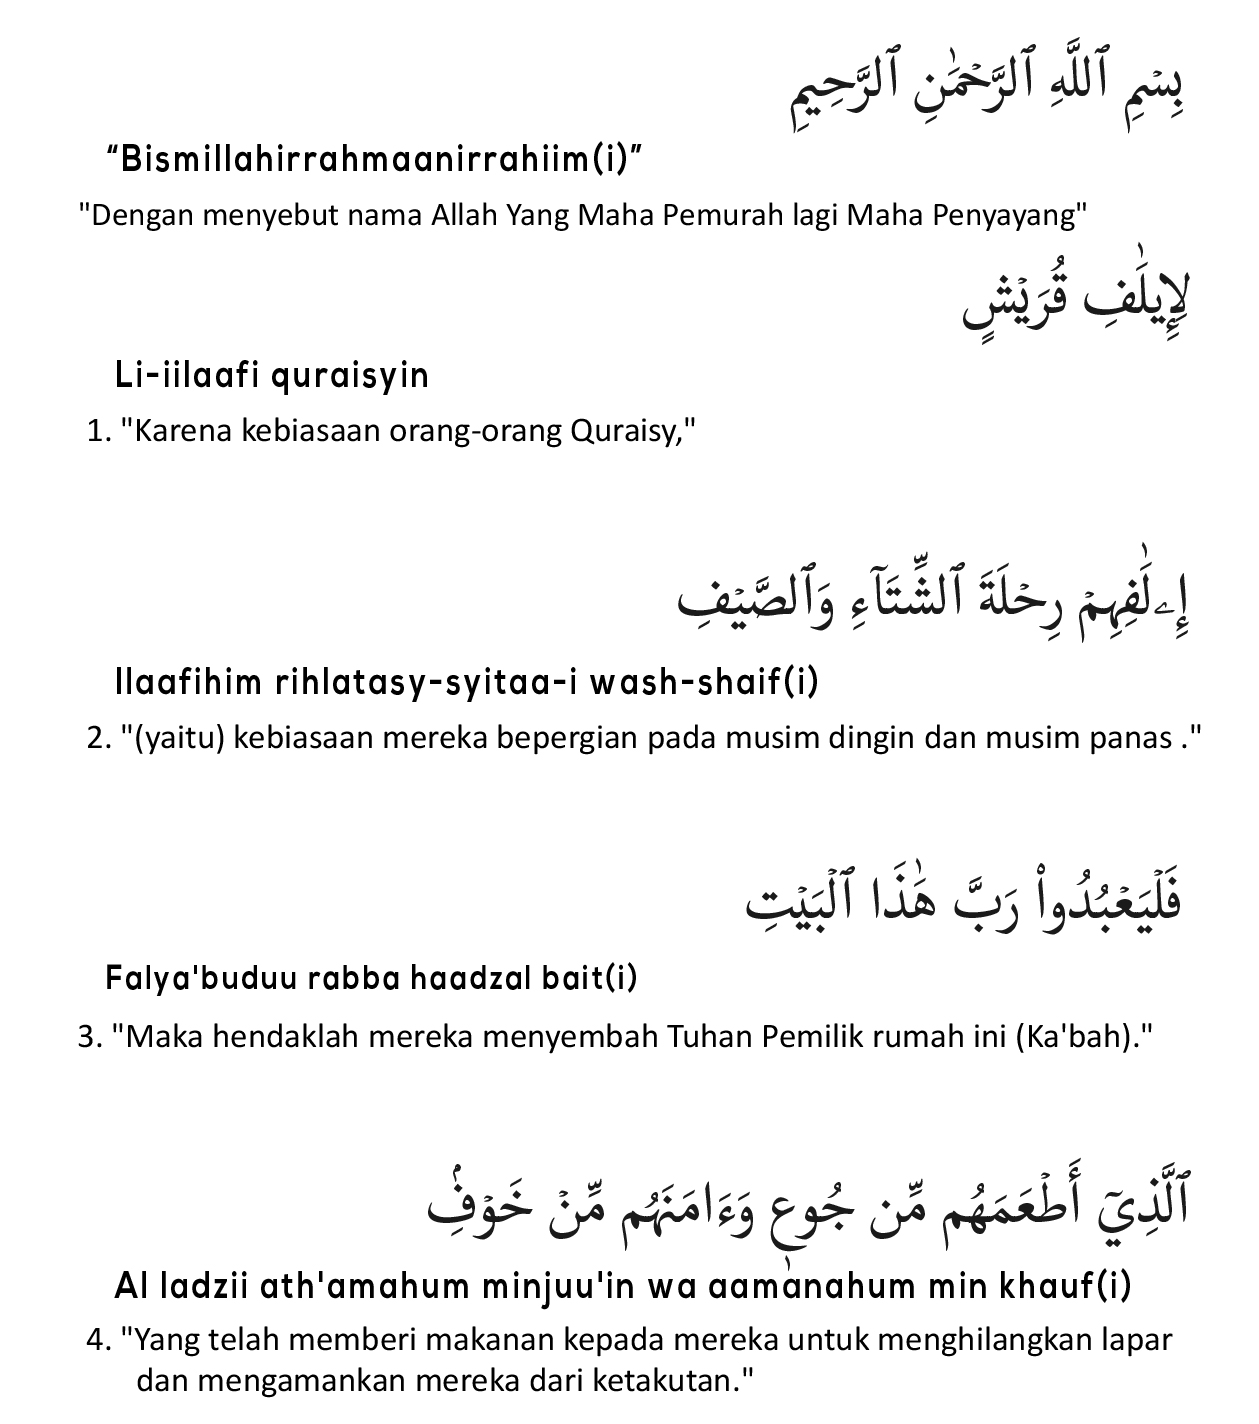 بِسۡمِ ٱللَّهِ ٱلرَّحۡمَٰنِ ٱلرَّحِيمِ
“Bismillahirrahmaanirrahiim(i)”
"Dengan menyebut nama Allah Yang Maha Pemurah lagi Maha Penyayang"
لِإِيلَٰفِ قُرَيۡشٍ
Li-iilaafi quraisyin
1. "Karena kebiasaan orang-orang Quraisy,"
إِۦلَٰفِهِمۡ رِحۡلَةَ ٱلشِّتَآءِ وَٱلصَّيۡفِ
Ilaafihim rihlatasy-syitaa-i wash-shaif(i)
2. "(yaitu) kebiasaan mereka bepergian pada musim dingin dan musim panas ."
فَلۡيَعۡبُدُواْ رَبَّ هَٰذَا ٱلۡبَيۡتِ
Falya'buduu rabba haadzal bait(i)
3. "Maka hendaklah mereka menyembah Tuhan Pemilik rumah ini (Ka'bah)."
ٱلَّذِيٓ أَطۡعَمَهُم مِّن جُوعٖ وَءَامَنَهُم مِّنۡ خَوۡفِۭ
Al ladzii ath'amahum minjuu'in wa aamanahum min khauf(i)
4. "Yang telah memberi makanan kepada mereka untuk menghilangkan lapar
dan mengamankan mereka dari ketakutan."